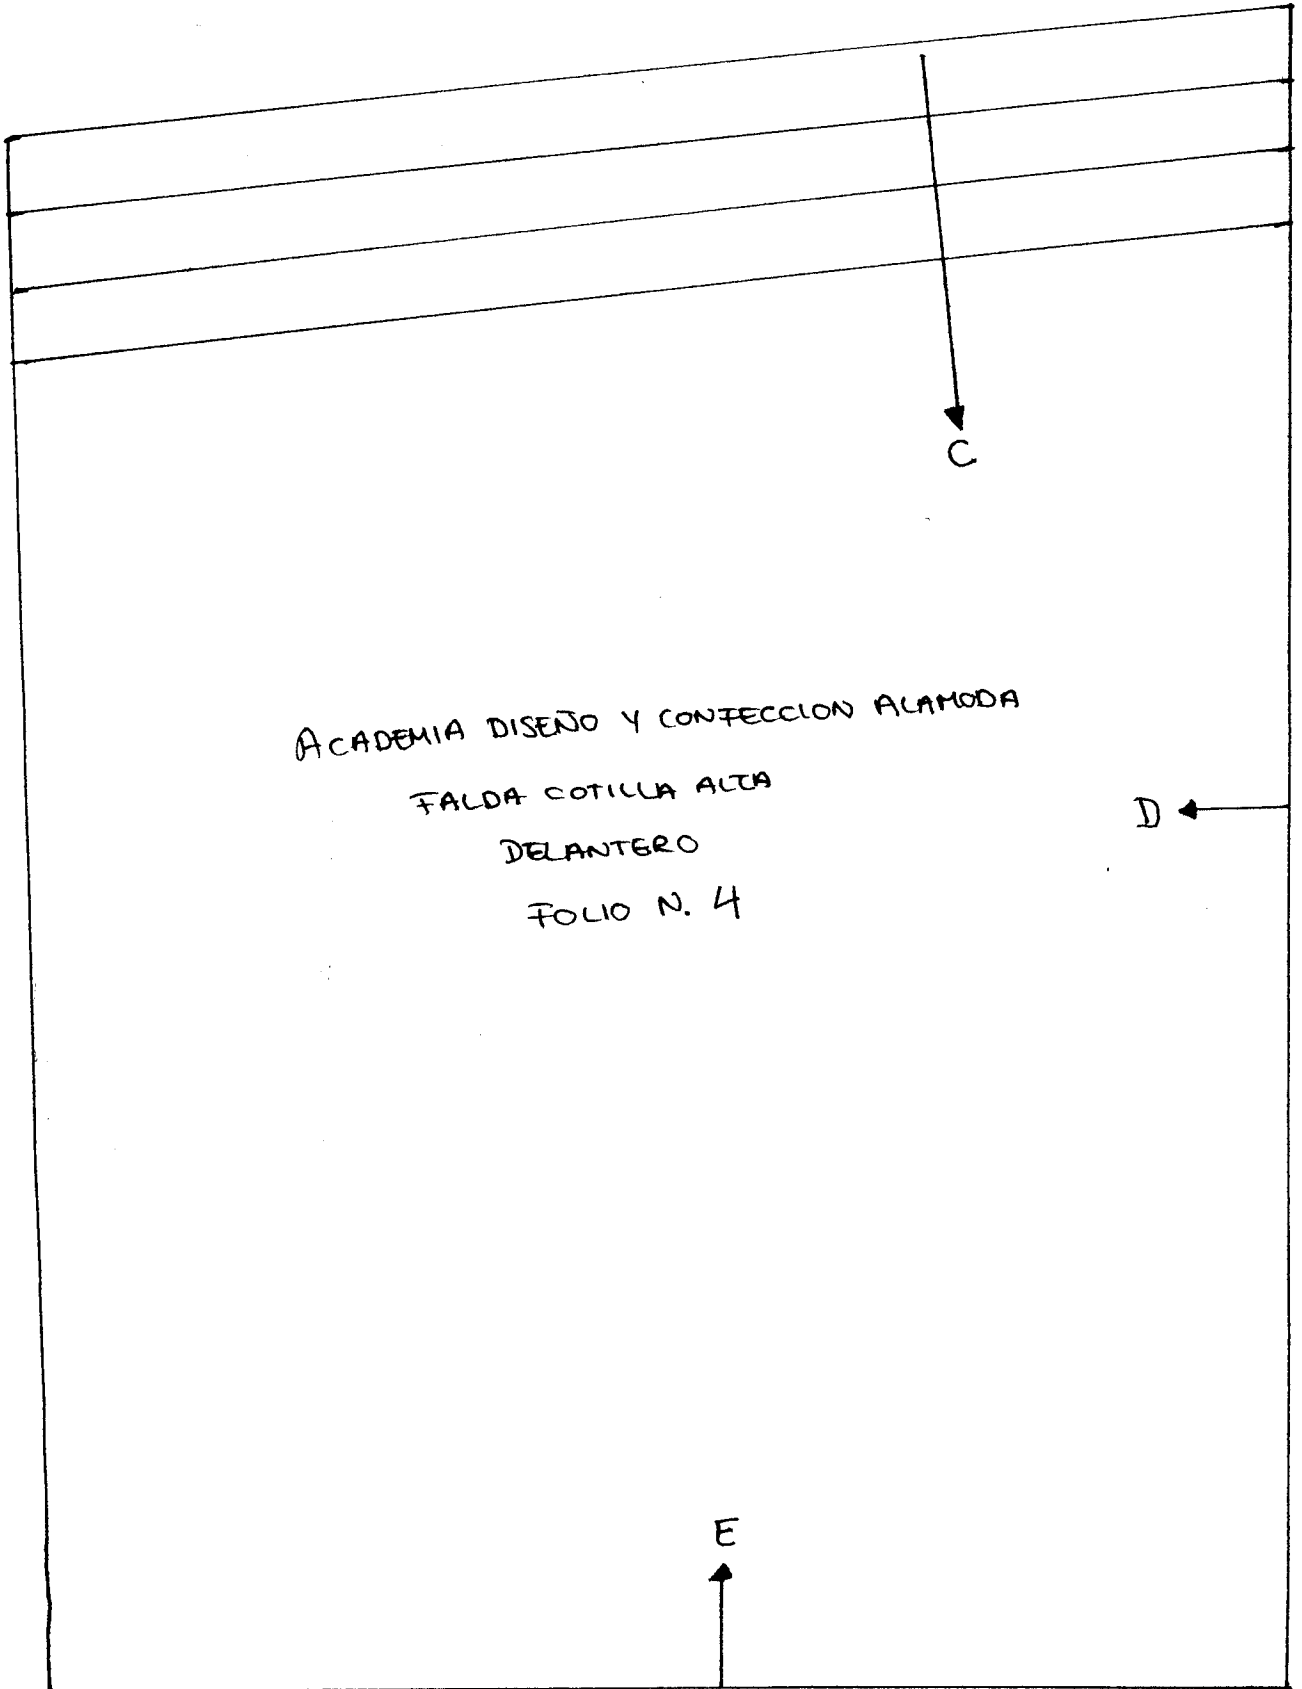 C
ACADEMIA DISEÑO Y CONFECCION ALAMODA
FALDA COTILLA ALTA
D
DELANTERO
FOLIO N. 4
E